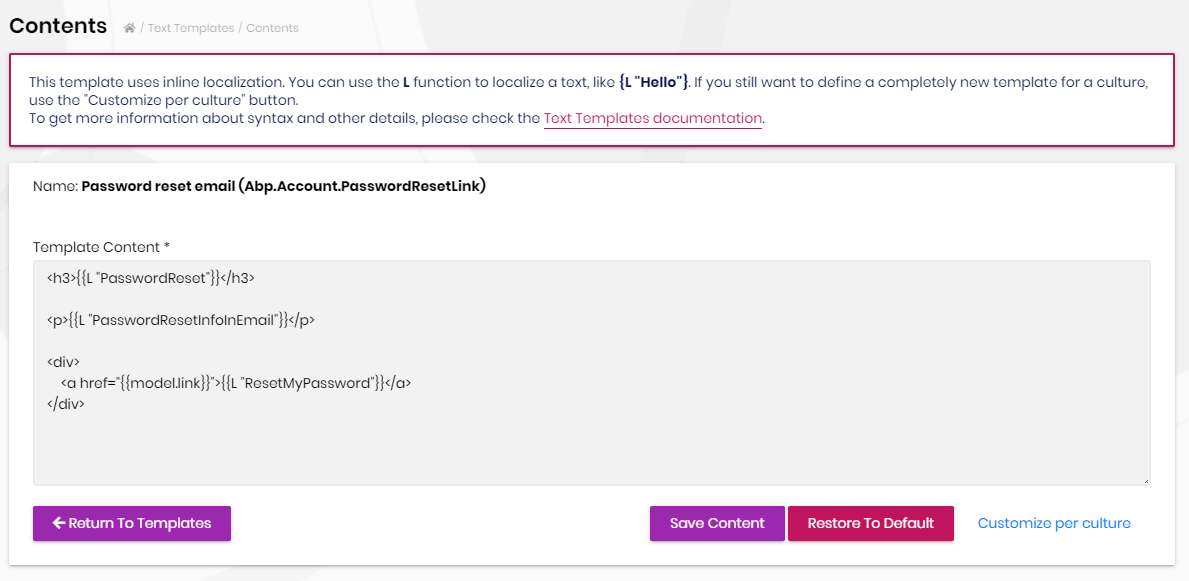 Contents / Text Templates / Contents
This template uses inline localization. You can use the L function to localize a text, like {L "Hello"}. If you still want to define a completely new template for a culture,
use the "Customize per culture" button.
To get more information about syntax and other details, please check the Text Templates documentation.
Name: Password reset email (Abp.Account.PasswordResetLink)
Template Content *
<h3>{{L "PasswordReset"}}</h3>
<p>{{L "PasswordResetInfoInEmail"}}</p>
<div>
<a href="{{model.link}}">{{L "ResetMyPassword"}}</a>
</div>
Return To Templates Save Content Restore To Default Customize per culture